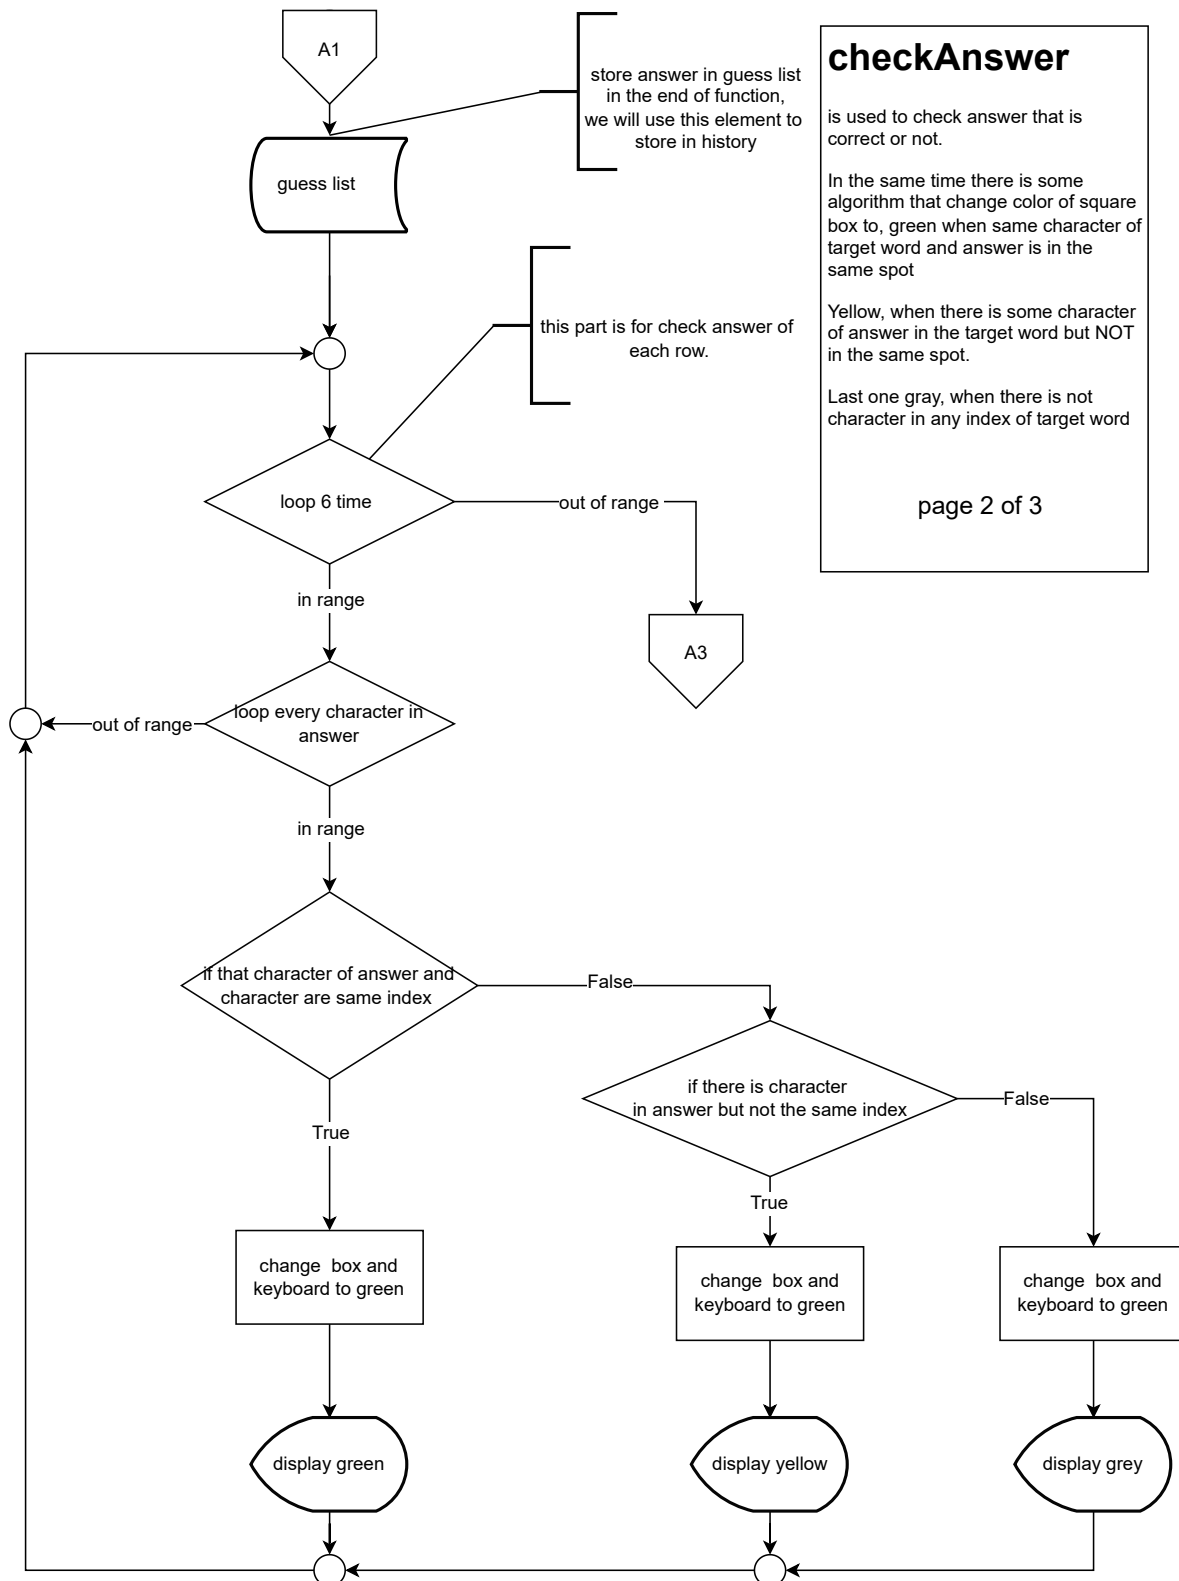 A1
store answer in guess list
in the end of function,
we will use this element to
store in history
checkAnswer
is used to check answer that is
correct or not.
In the same time there is some
algorithm that change color of square
box to, green when same character of
target word and answer is in the
same spot
Yellow, when there is some character
of answer in the target word but NOT
in the same spot.
Last one gray, when there is not
character in any index of target word
page 2 of 3
guess list
this part is for check answer of
each row.
loop 6 time
out of range
in range
A3
loop every character in
answer
out of range
in range
if that character of answer and
character are same index
False
if there is character
in answer but not the same index
False
True
True
change box and
keyboard to green
change box and
keyboard to green
change box and
keyboard to green
display green
display yellow
display grey